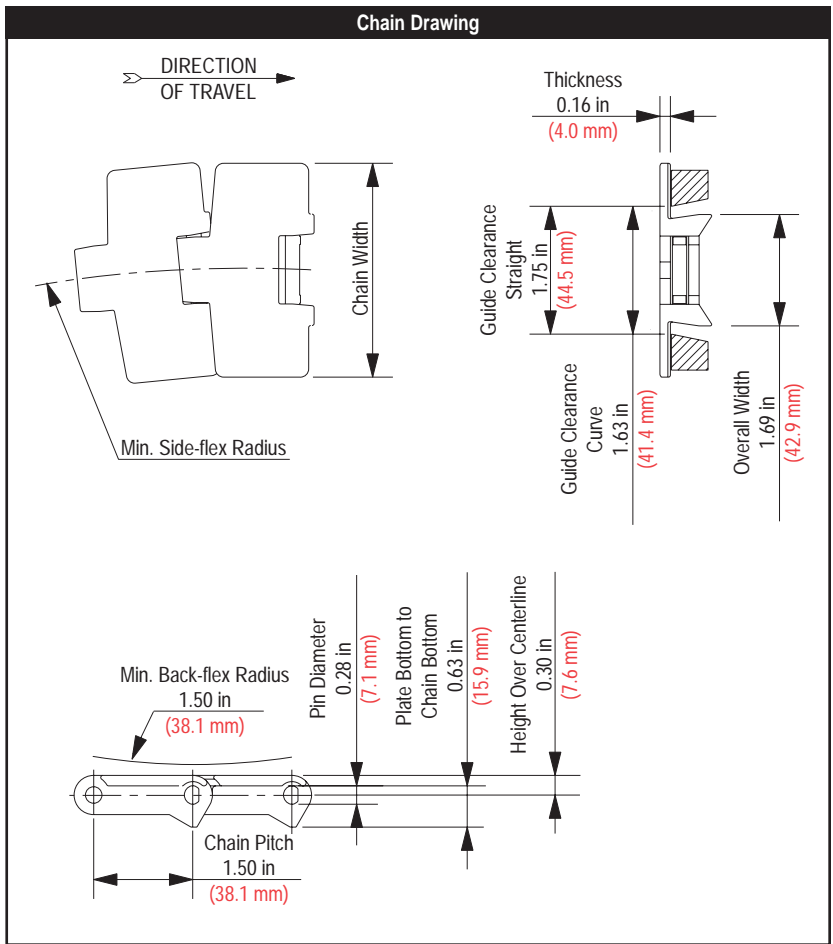 Chain Drawing
DIRECTION
OF TRAVEL
Thickness
0.16 in
(4.0 mm)
Chain Width
Guide Clearance
Straight
1.75 in
(44.5 mm)
Guide Clearance
Curve
1.63 in
(41.4 mm)
Overall Width
1.69 in
(42.9 mm)
Min. Side-flex Radius
Min. Back-flex Radius
1.50 in
(38.1 mm)
Pin Diameter
0.28 in
(7.1 mm)
Plate Bottom to
Chain Bottom
0.63 in
(15.9 mm)
Height Over Centerline
0.30 in
(7.6 mm)
Chain Pitch
1.50 in
(38.1 mm)